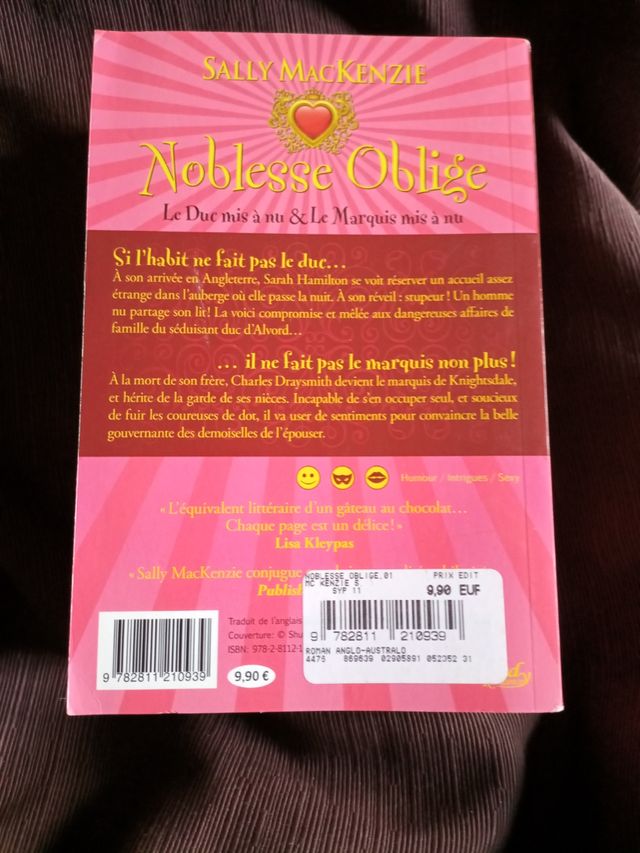 SALLY MACKENZIE
Noblesse Oblige
Le Duc mis à nu & Le Marquis mis à nu
Si l'habit ne fait pas le duc…
À son arrivée en Angleterre, Sarah Hamilton se voit réserver un accueil assez
étrange dans l'auberge où elle passe la nuit. À son réveil : stupeur ! Un homme
nu partage son lit ! La voici compromise et mêlée aux dangereuses affaires de
famille du séduisant duc d'Alvord…
… il ne fait pas le marquis non plus !
À la mort de son frère, Charles Draysmith devient le marquis de Knightsdale,
et hérite de la garde de ses nièces. Incapable de s'en occuper seul, et soucieux
de fuir les coureuses de dot, il va user de sentiments pour convaincre la belle
gouvernante des demoiselles de l'épouser.
Humour / Intrigues / Sexy
« L'équivalent littéraire d'un gâteau au chocolat…
Chaque page est un délice ! »
Lisa Kleypas
« Sally MacKenzie conjugue
Publish
NOBLESSE OBLIGE.01 PRIX EDIT
MC KENZIE S
SYP 11 9,90 EUF
9 782811 210939
ROMAN ANGLO-AUSTRALO
4476 869639 02905891 052352 31
Traduit de l'anglais
Couverture: © Shu
ISBN: 978-2-8112-1
9 782811 210939
9,90 €